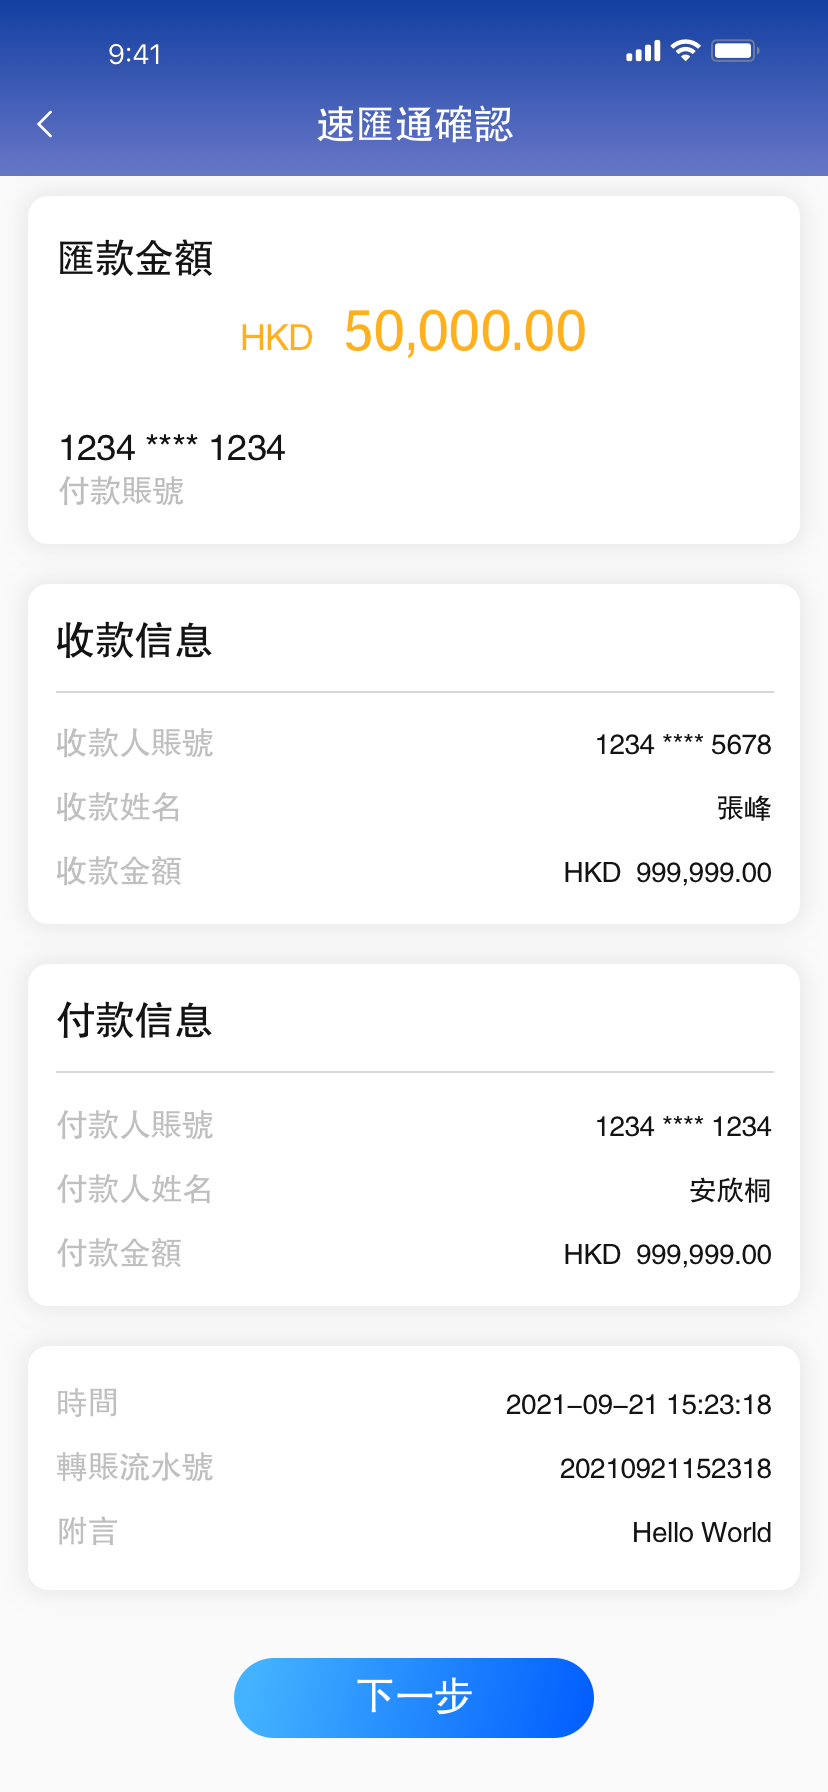 9:41
速匯通確認
匯款金額
HKD 50,000.00
1234 **** 1234
付款賬號
收款信息
收款人賬號 1234 **** 5678
收款姓名 張峰
收款金額 HKD 999,999.00
付款信息
付款人賬號 1234 **** 1234
付款人姓名 安欣桐
付款金額 HKD 999,999.00
時間 2021-09-21 15:23:18
轉賬流水號 20210921152318
附言 Hello World
下一步